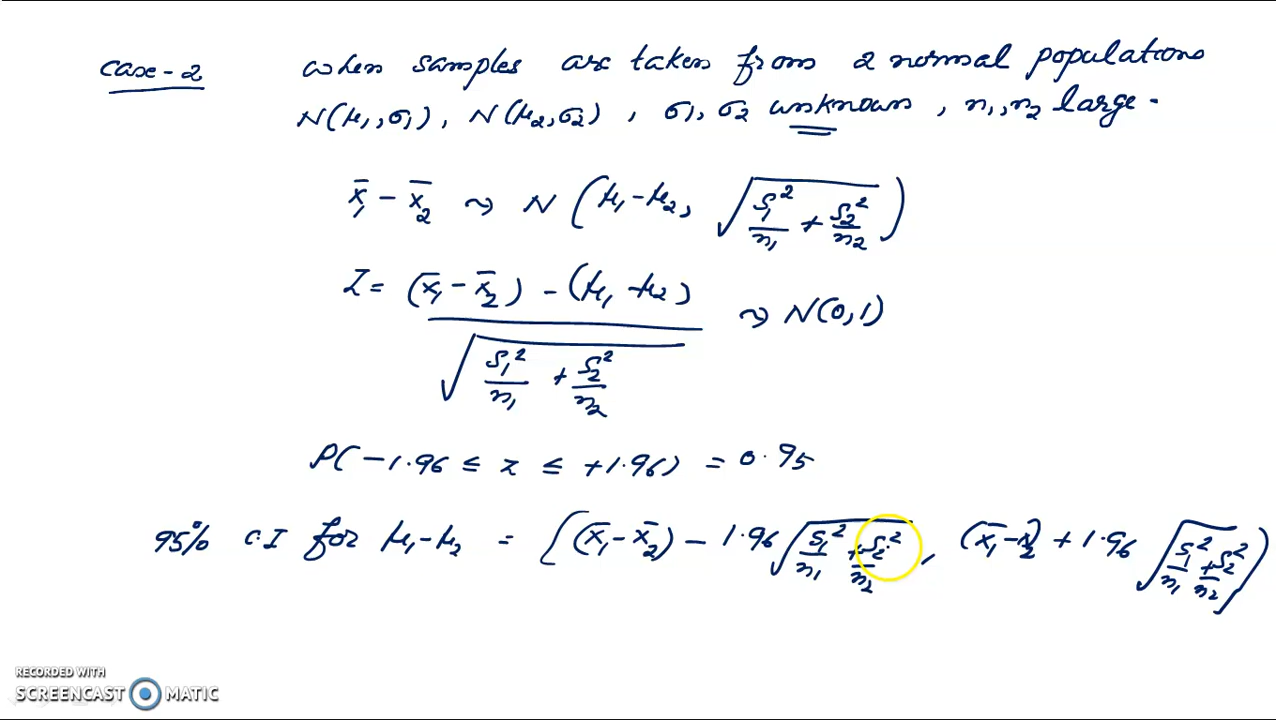 case-2 when samples are taken from 2 normal populations
N(μ₁,σ₁), N(μ₂,σ₂), σ₁, σ₂ unknown, n₁,n₂ large.
x̄₁ - x̄₂ ~> N (μ₁-μ₂, √(S₁²/n₁ + S₂²/n₂))
Z = ((x̄₁ - x̄₂) - (μ₁ - μ₂)) / √(S₁²/n₁ + S₂²/n₂) ~> N(0,1)
P(-1.96 ≤ z ≤ +1.96) = 0.95
95% C.I for μ₁-μ₂ = [(x̄₁-x̄₂) - 1.96 √(S₁²/n₁ + S₂²/n₂), (x̄₁-x̄₂) + 1.96 √(S₁²/n₁ + S₂²/n₂)]
RECORDED WITH
SCREENCAST MATIC